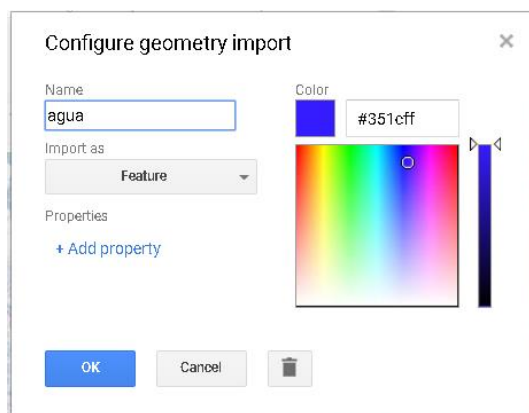 Configure geometry import
Name
agua
Import as
Feature
Properties
+ Add property
Color
#351cff
OK
Cancel